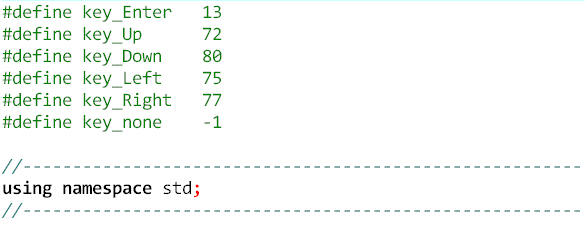 #define key_Enter   13
#define key_Up      72
#define key_Down    80
#define key_Left    75
#define key_Right   77
#define key_none    -1
//--------------------------------------------------------
using namespace std;
//--------------------------------------------------------